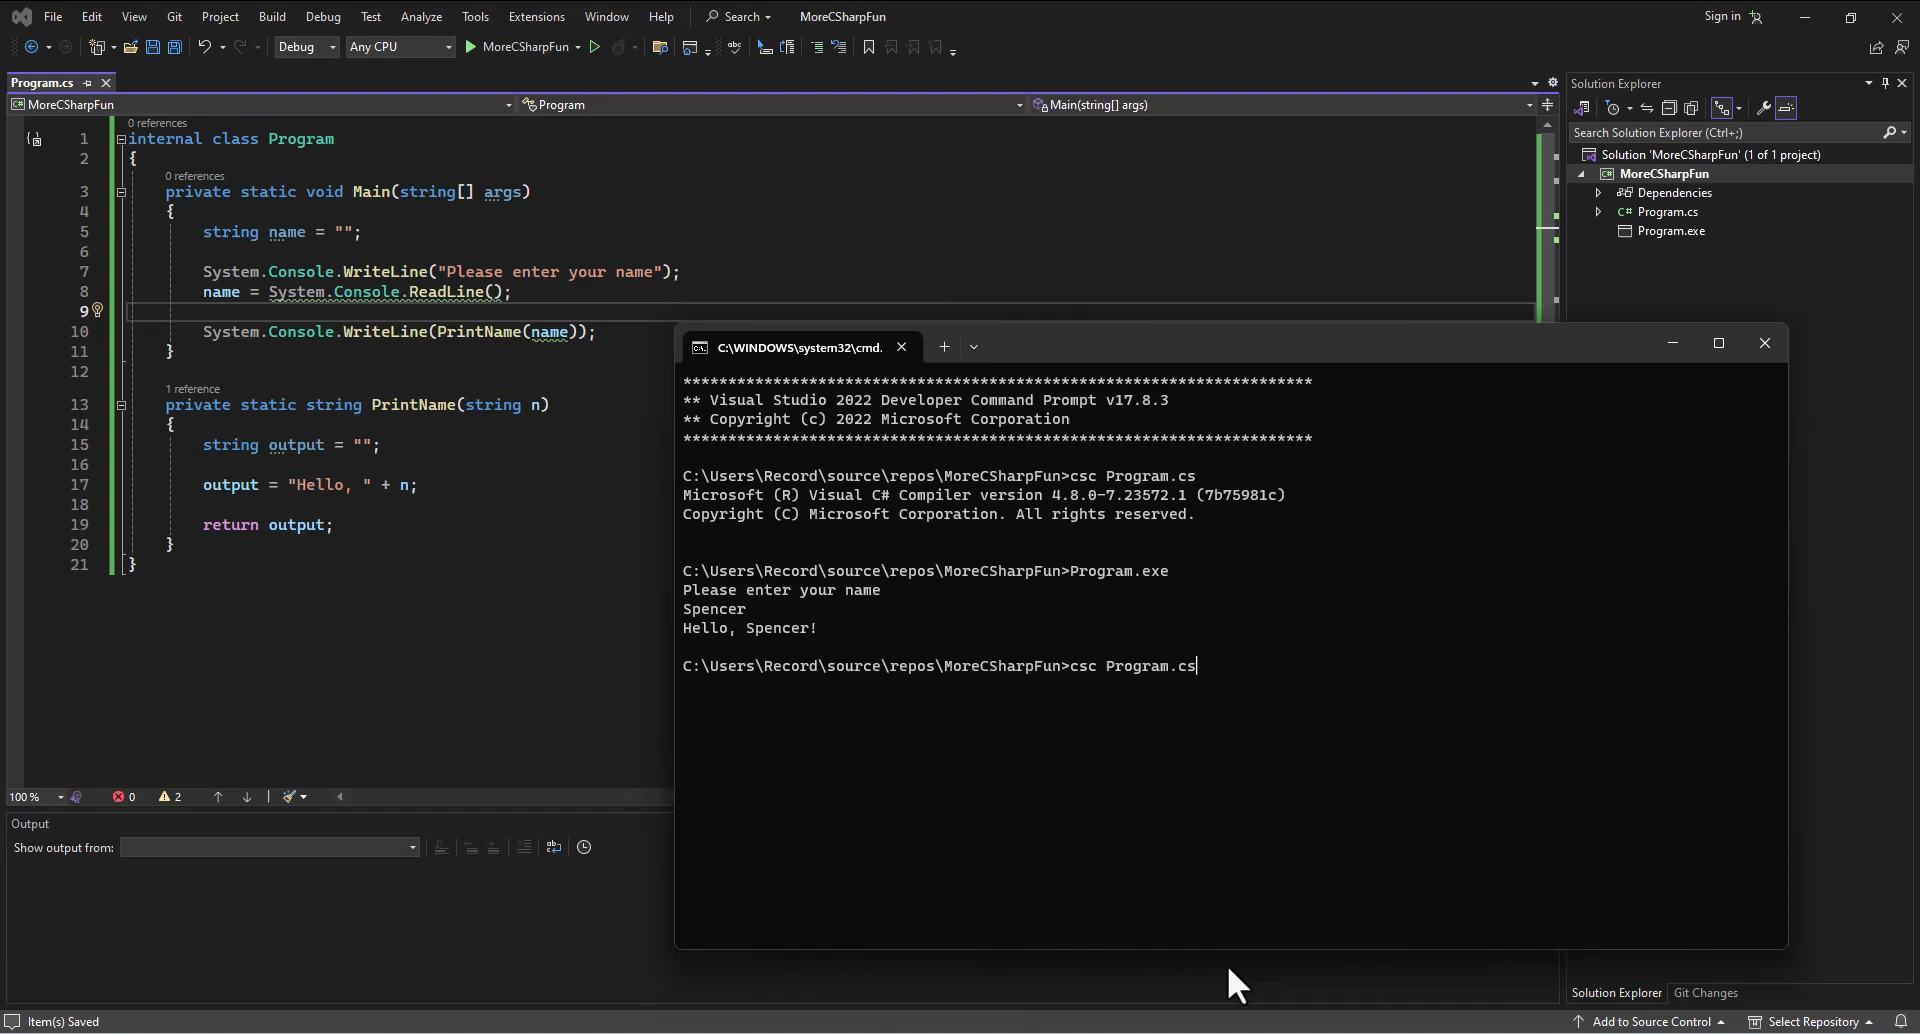 File Edit View Git Project Build Debug Test Analyze Tools Extensions Window Help Search MoreCSharpFun Sign in
Debug Any CPU MoreCSharpFun
Program.cs
MoreCSharpFun Program Main(string[] args)
0 references
1 internal class Program
2 {
0 references
3 private static void Main(string[] args)
4 {
5 string name = "";
6
7 System.Console.WriteLine("Please enter your name");
8 name = System.Console.ReadLine();
9
10 System.Console.WriteLine(PrintName(name));
11 }
12
1 reference
13 private static string PrintName(string n)
14 {
15 string output = "";
16
17 output = "Hello, " + n;
18
19 return output;
20 }
21 }
100 % 0 2
Output
Show output from:
Item(s) Saved
C:\WINDOWS\system32\cmd.
**********************************************************************
** Visual Studio 2022 Developer Command Prompt v17.8.3
** Copyright (c) 2022 Microsoft Corporation
**********************************************************************
C:\Users\Record\source\repos\MoreCSharpFun>csc Program.cs
Microsoft (R) Visual C# Compiler version 4.8.0-7.23572.1 (7b75981c)
Copyright (C) Microsoft Corporation. All rights reserved.
C:\Users\Record\source\repos\MoreCSharpFun>Program.exe
Please enter your name
Spencer
Hello, Spencer!
C:\Users\Record\source\repos\MoreCSharpFun>csc Program.cs
Solution Explorer
Search Solution Explorer (Ctrl+;)
Solution 'MoreCSharpFun' (1 of 1 project)
C# MoreCSharpFun
Dependencies
C# Program.cs
Program.exe
Solution Explorer Git Changes
Add to Source Control Select Repository